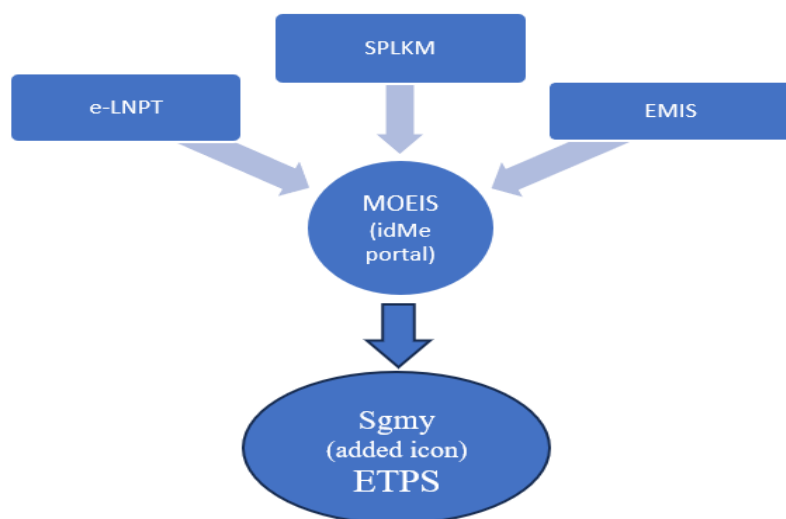 SPLKM
e-LNPT
EMIS
MOEIS
(idMe
portal)
Sgmy
(added icon)
ETPS